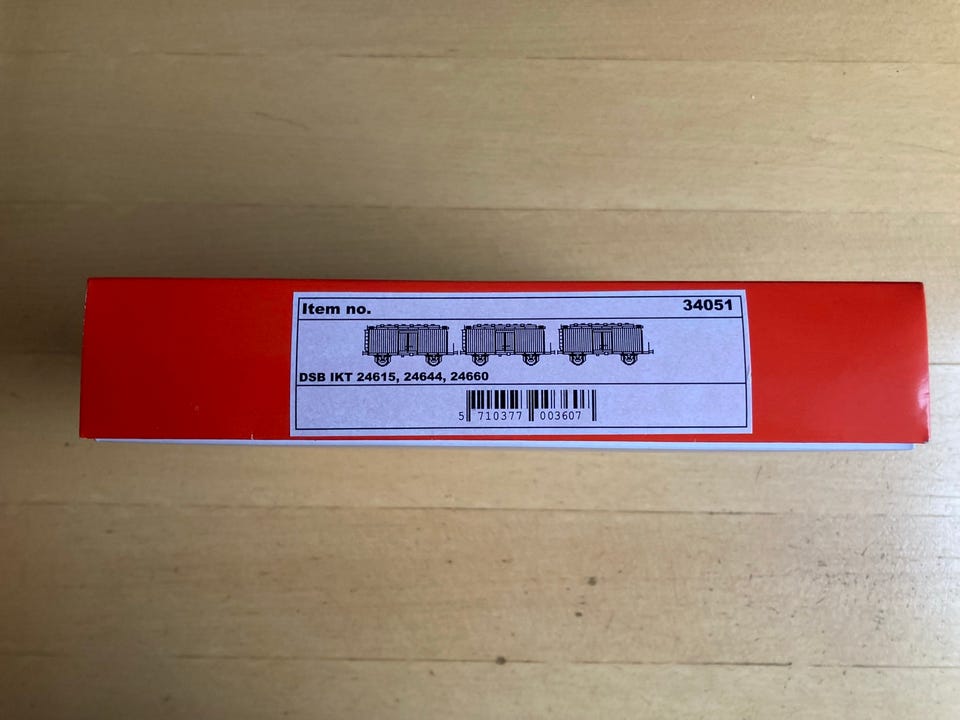 Item no. 34051
DSB IKT 24615, 24644, 24660
5 710377 003607